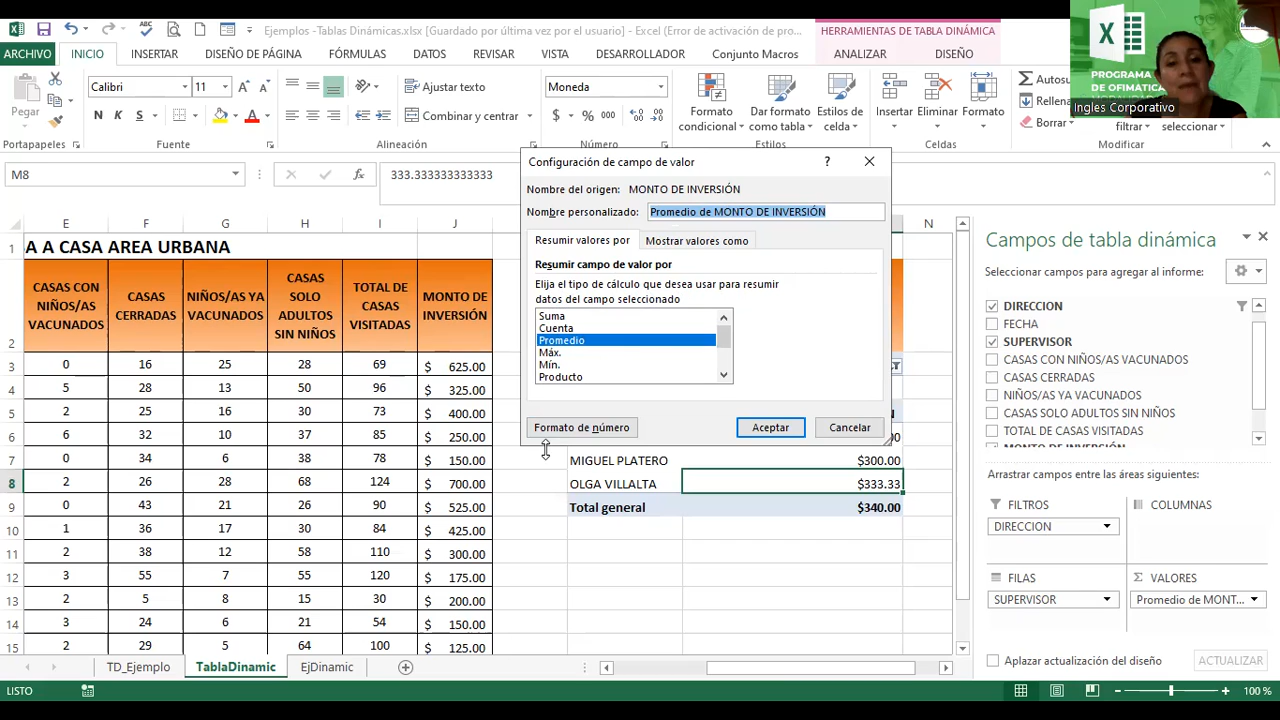 Ejemplos -Tablas Dinámicas.xlsx [Guardado por última vez por el usuario] - Excel (Error de activación de pro...
HERRAMIENTAS DE TABLA DINÁMICA
ARCHIVO INICIO INSERTAR DISEÑO DE PÁGINA FÓRMULAS DATOS REVISAR VISTA DESARROLLADOR Conjunto Macros ANALIZAR DISEÑO
PROGRAMA
DE OFIMATICA
Ingles Corporativo
Pegar
Calibri 11
N K S
Ajustar texto
Combinar y centrar
Moneda
$ % 000
Formato
condicional
Dar formato
como tabla
Estilos de
celda
Insertar Eliminar Formato
Autosu
Rellena
Borrar
filtrar
seleccionar
Portapapeles Fuente Alineación Número Estilos Celdas Modificar
M8 333.333333333333
E F G H I J N
1 A A CASA AREA URBANA
2 CASAS CON NIÑOS/AS VACUNADOS CASAS CERRADAS NIÑOS/AS YA VACUNADOS CASAS SOLO ADULTOS SIN NIÑOS TOTAL DE CASAS VISITADAS MONTO DE INVERSIÓN
3 0 16 25 28 69 $ 625.00
4 5 28 13 50 96 $ 325.00
5 2 25 16 30 73 $ 400.00
6 6 32 10 37 85 $ 250.00
7 0 34 6 38 78 $ 150.00 MIGUEL PLATERO $300.00
8 2 26 28 68 124 $ 700.00 OLGA VILLALTA $333.33
9 0 43 21 26 90 $ 525.00 Total general $340.00
10 1 36 17 30 84 $ 425.00
11 2 38 12 58 110 $ 300.00
12 3 55 7 55 120 $ 175.00
13 2 5 8 15 30 $ 200.00
14 3 24 6 21 54 $ 150.00
15 2 29 5 64 100 $ 125.00
Configuración de campo de valor ?
Nombre del origen: MONTO DE INVERSIÓN
Nombre personalizado: Promedio de MONTO DE INVERSIÓN
Resumir valores por Mostrar valores como
Resumir campo de valor por
Elija el tipo de cálculo que desea usar para resumir
datos del campo seleccionado
Suma
Cuenta
Promedio
Máx.
Mín.
Producto
Formato de número Aceptar Cancelar
Campos de tabla dinámica
Seleccionar campos para agregar al informe:
DIRECCION
FECHA
SUPERVISOR
CASAS CON NIÑOS/AS VACUNADOS
CASAS CERRADAS
NIÑOS/AS YA VACUNADOS
CASAS SOLO ADULTOS SIN NIÑOS
TOTAL DE CASAS VISITADAS
MONTO DE INVERSIÓN
Arrastrar campos entre las áreas siguientes:
FILTROS COLUMNAS
DIRECCION
FILAS Σ VALORES
SUPERVISOR Promedio de MONT...
Aplazar actualización del diseño ACTUALIZAR
TD_Ejemplo TablaDinamic EjDinamic
LISTO 100 %